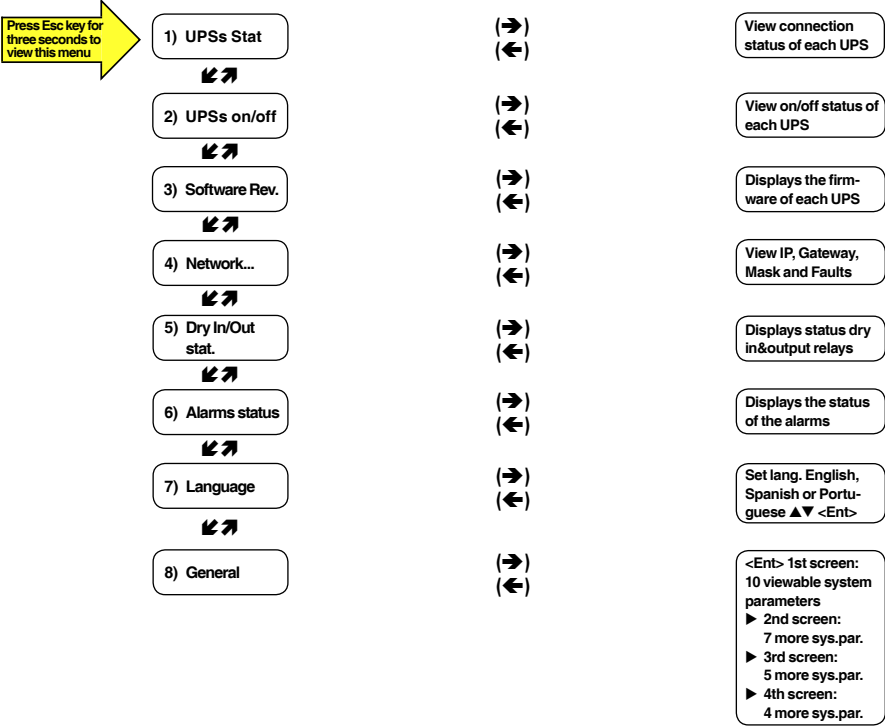 Press Esc key for
three seconds to
view this menu
1) UPSs Stat
(➔)
(🡸)
View connection
status of each UPS
2) UPSs on/off
(➔)
(🡸)
View on/off status of
each UPS
3) Software Rev.
(➔)
(🡸)
Displays the firm-
ware of each UPS
4) Network...
(➔)
(🡸)
View IP, Gateway,
Mask and Faults
5) Dry In/Out
stat.
(➔)
(🡸)
Displays status dry
in&output relays
6) Alarms status
(➔)
(🡸)
Displays the status
of the alarms
7) Language
(➔)
(🡸)
Set lang. English,
Spanish or Portu-
guese ▲▼ <Ent>
8) General
(➔)
(🡸)
<Ent> 1st screen:
10 viewable system
parameters
▶ 2nd screen:
7 more sys.par.
▶ 3rd screen:
5 more sys.par.
▶ 4th screen:
4 more sys.par.